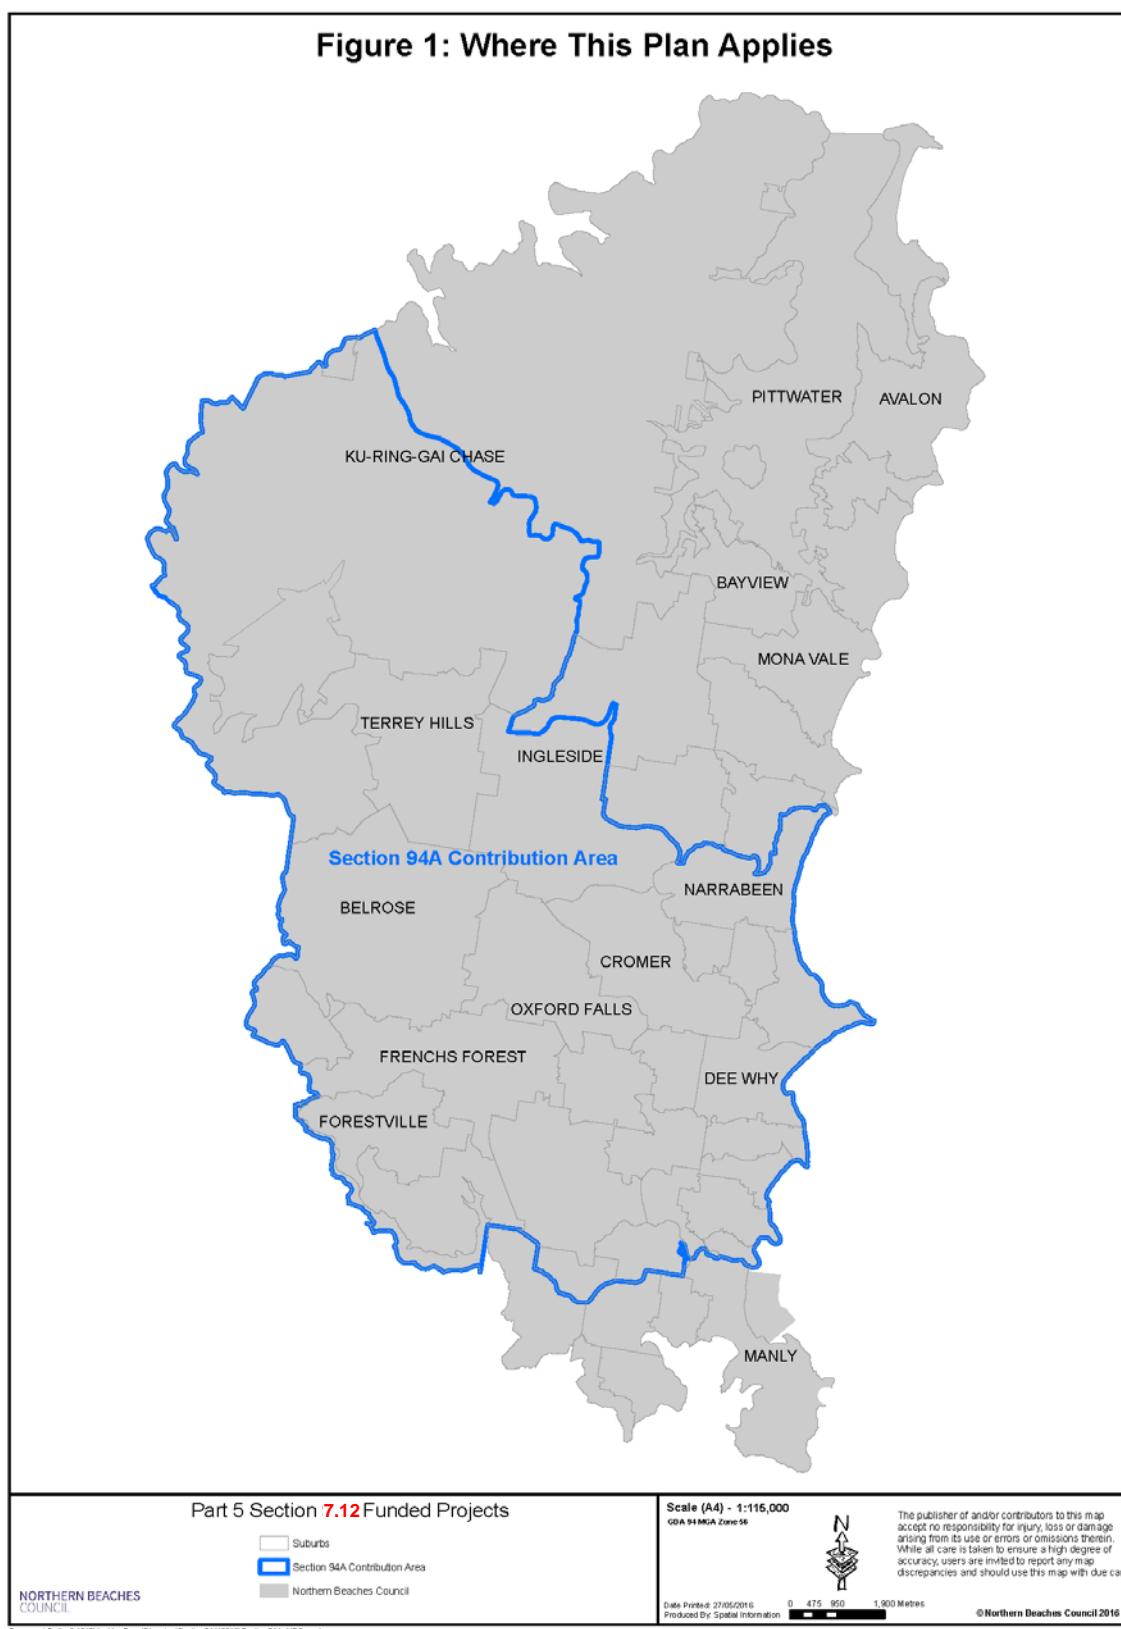 Figure 1: Where This Plan Applies
PITTWATER
AVALON
KU-RING-GAI CHASE
BAYVIEW
MONA VALE
TERREY HILLS
INGLESIDE
Section 94A Contribution Area
NARRABEEN
BELROSE
CROMER
OXFORD FALLS
FRENCHS FOREST
DEE WHY
FORESTVILLE
MANLY
Part 5 Section 7.12 Funded Projects
Suburbs
Section 94A Contribution Area
Northern Beaches Council
NORTHERN BEACHES
COUNCIL
Scale (A4) - 1:115,000
GDA 94 MGA Zone 56
N
Date Printed: 27/05/2016
Produced By: Spatial Information
0 475 950 1,900 Metres
The publisher of and/or contributors to this map
accept no responsibility for injury, loss or damage
arising from its use or errors or omissions therein.
While all care is taken to ensure a high degree of
accuracy, users are invited to report any map
discrepancies and should use this map with due ca
©Northern Beaches Council 2016